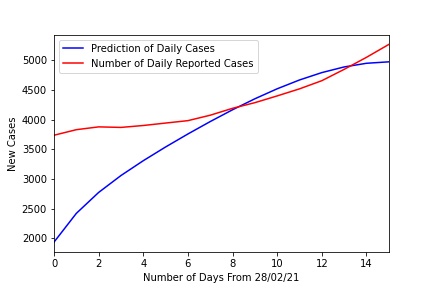 Prediction of Daily Cases
Number of Daily Reported Cases
New Cases
5000
4500
4000
3500
3000
2500
2000
0 2 4 6 8 10 12 14
Number of Days From 28/02/21